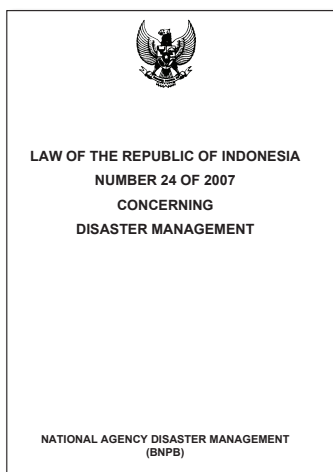 LAW OF THE REPUBLIC OF INDONESIA
NUMBER 24 OF 2007
CONCERNING
DISASTER MANAGEMENT
NATIONAL AGENCY DISASTER MANAGEMENT
(BNPB)